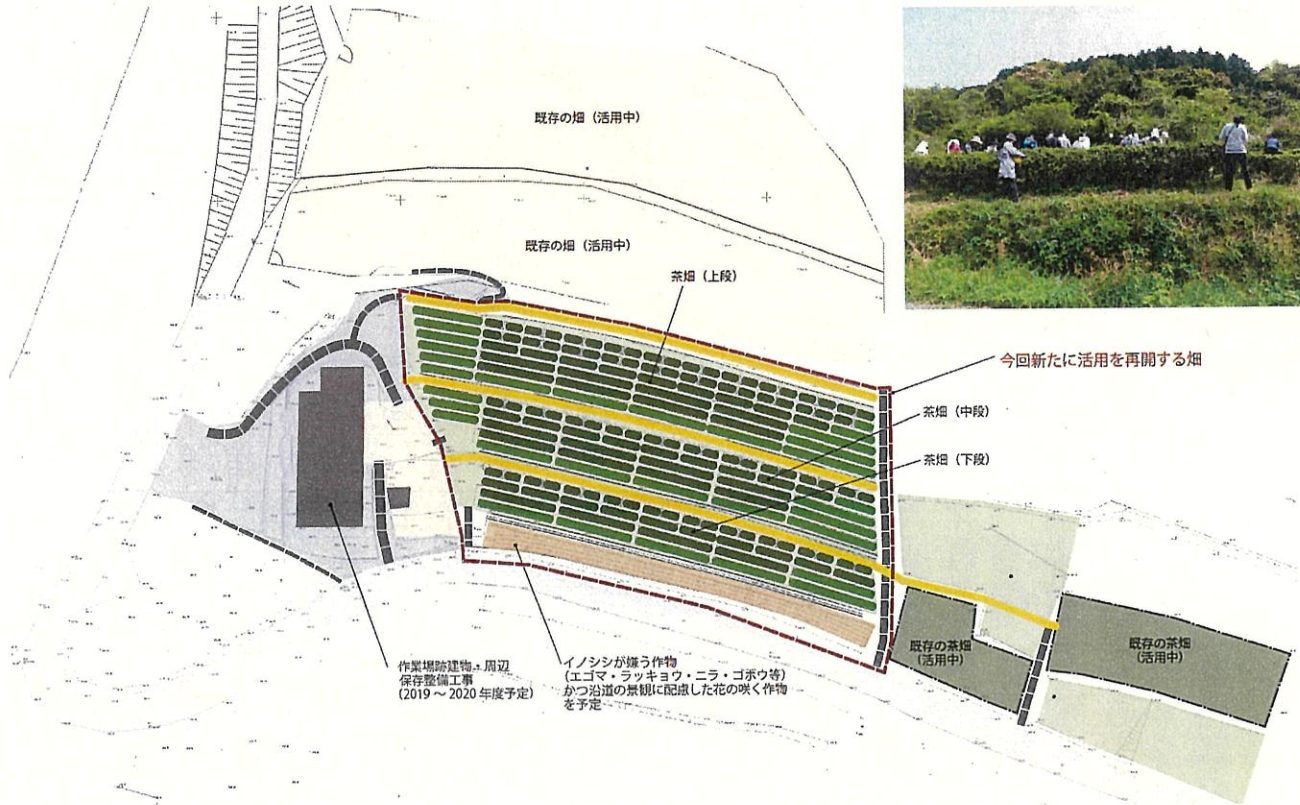 既存の畑（活用中）
既存の畑（活用中）
茶畑（上段）
今回新たに活用を再開する畑
茶畑（中段）
茶畑（下段）
既存の茶畑
（活用中）
既存の茶畑
（活用中）
作業場跡建物・周辺
保存整備工事
（2019 ～ 2020 年度予定）
イノシシが嫌う作物
（エゴマ・ラッキョウ・ニラ・ゴボウ等）
かつ沿道の景観に配慮した花の咲く作物
を予定